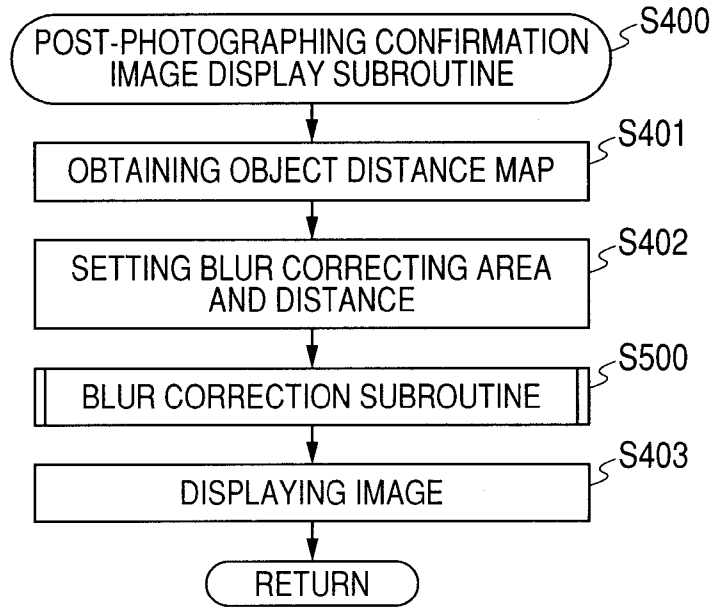 POST-PHOTOGRAPHING CONFIRMATION
IMAGE DISPLAY SUBROUTINE
S400
OBTAINING OBJECT DISTANCE MAP
S401
SETTING BLUR CORRECTING AREA
AND DISTANCE
S402
BLUR CORRECTION SUBROUTINE
S500
DISPLAYING IMAGE
S403
RETURN